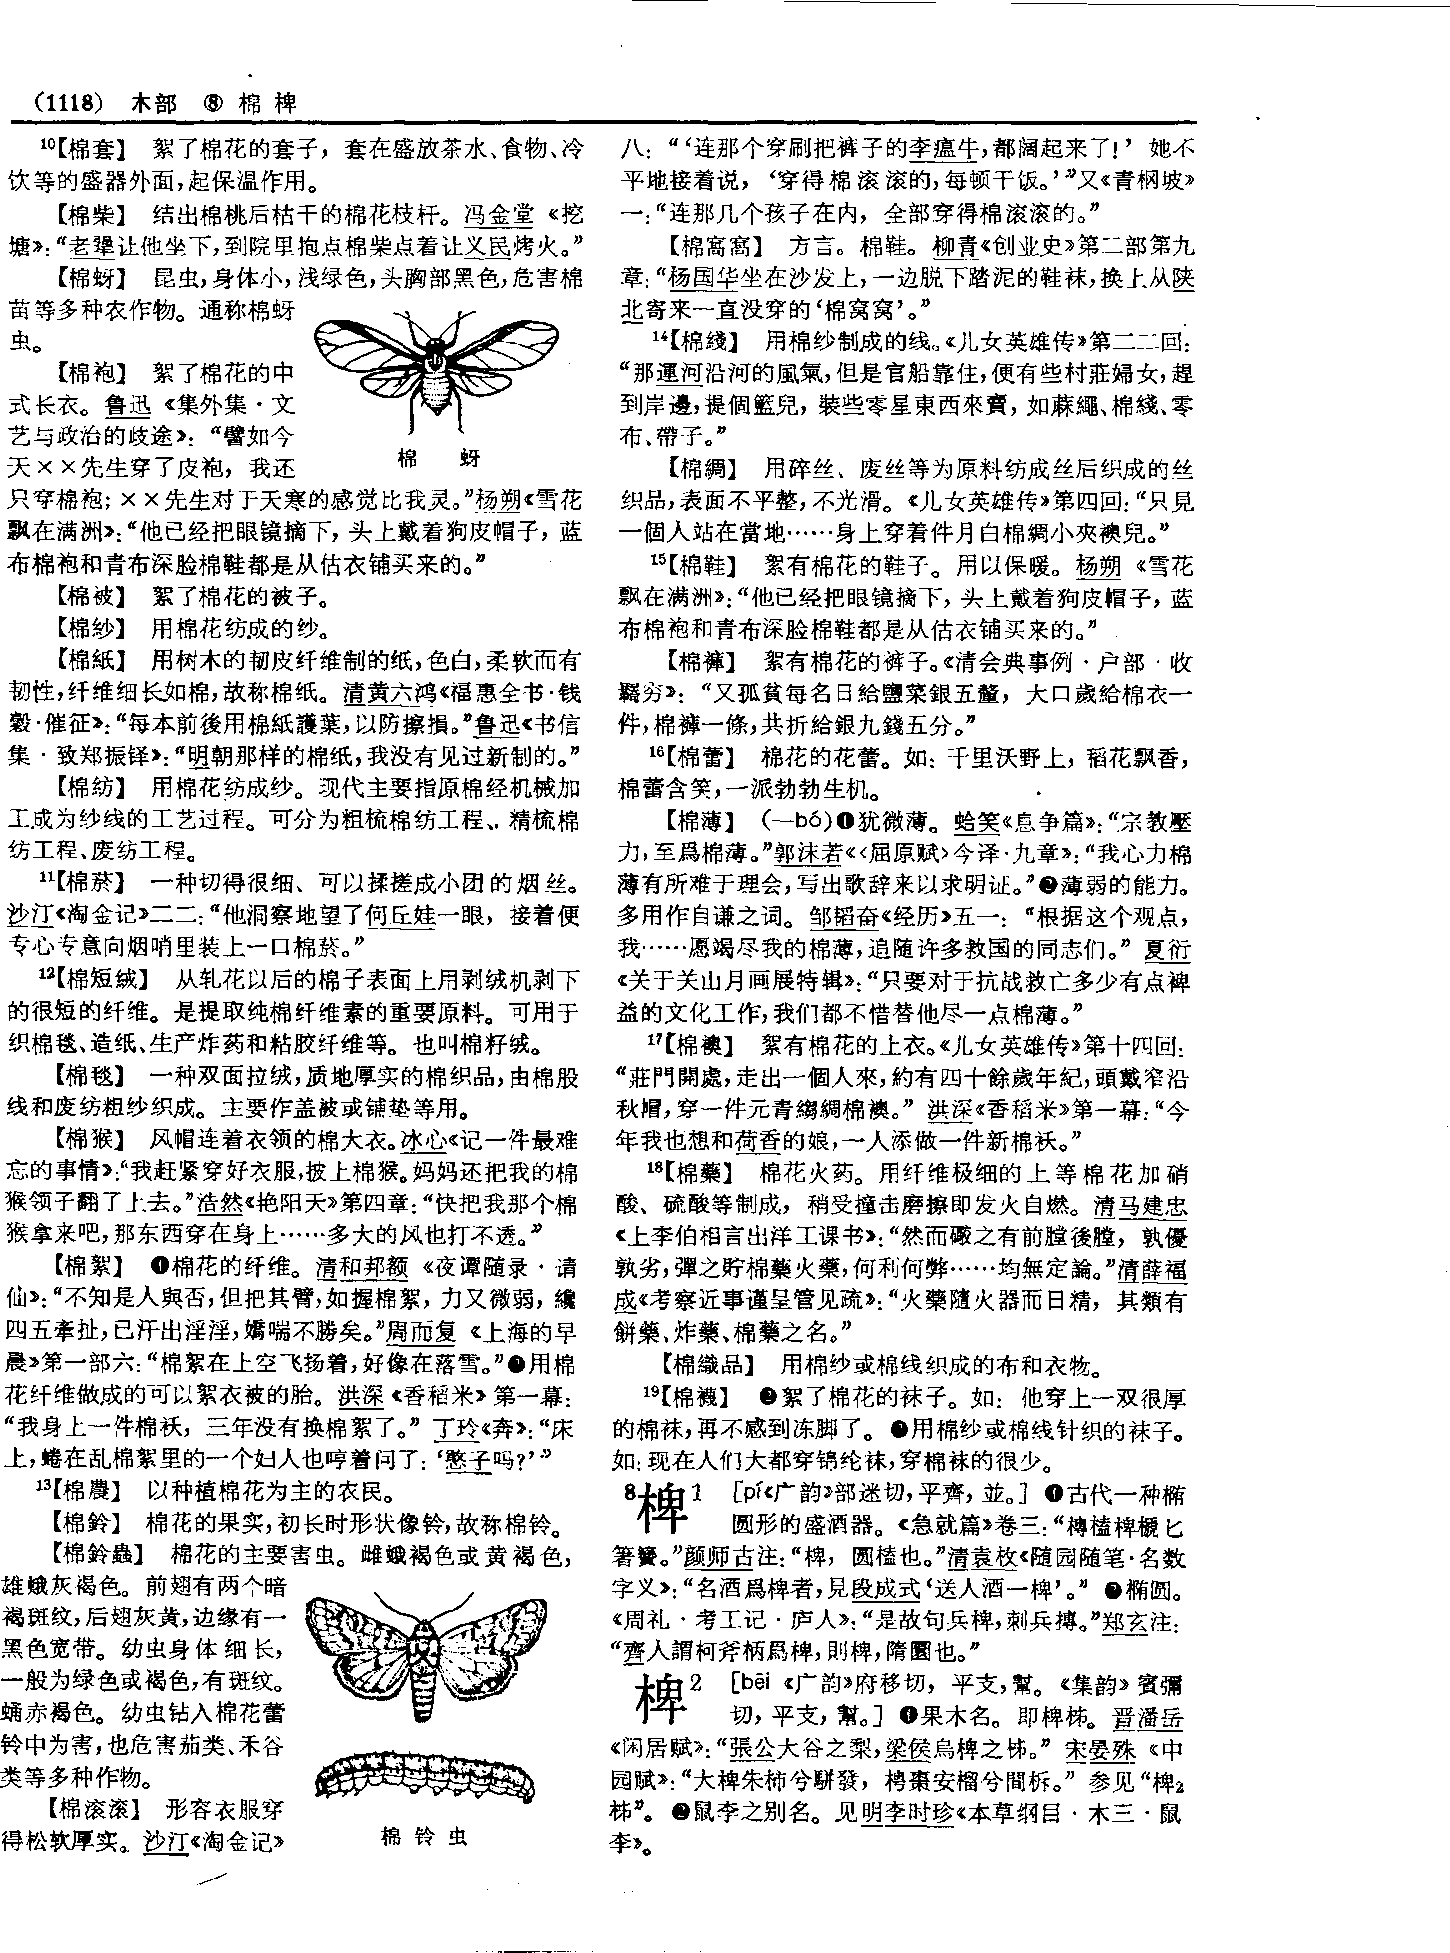 (1118) 木部 ⑧ 棉 椑
10【棉套】 絮了棉花的套子，套在盛放茶水、食物、冷
饮等的盛器外面，起保温作用。
【棉柴】 结出棉桃后枯干的棉花枝杆。冯金堂《挖
塘》：“老犟让他坐下，到院里抱点棉柴点着让义民烤火。”
【棉蚜】 昆虫，身体小，浅绿色，头胸部黑色，危害棉
苗等多种农作物。通称棉蚜
虫。
【棉袍】 絮了棉花的中
式长衣。鲁迅《集外集·文
艺与政治的歧途》：“譬如今
天××先生穿了皮袍，我还
只穿棉袍；××先生对于天寒的感觉比我灵。”杨朔《雪花
飘在满洲》：“他已经把眼镜摘下，头上戴着狗皮帽子，蓝
布棉袍和青布深脸棉鞋都是从估衣铺买来的。”
棉 蚜
【棉被】 絮了棉花的被子。
【棉紗】 用棉花纺成的纱。
【棉紙】 用树木的韧皮纤维制的纸，色白，柔软而有
韧性，纤维细长如棉，故称棉纸。清黄六鸿《福惠全书·钱
穀·催征》：“每本前後用棉紙護葉，以防擦損。”鲁迅《书信
集·致郑振铎》：“明朝那样的棉纸，我没有见过新制的。”
【棉纺】 用棉花纺成纱。现代主要指原棉经机械加
工成为纱线的工艺过程。可分为粗梳棉纺工程、精梳棉
纺工程、废纺工程。
11【棉菸】 一种切得很细、可以揉搓成小团的烟丝。
沙汀《淘金记》二二：“他洞察地望了何丘娃一眼，接着便
专心专意向烟哨里装上一口棉菸。”
12【棉短絨】 从轧花以后的棉子表面上用剥绒机剥下
的很短的纤维。是提取纯棉纤维素的重要原料。可用于
织棉毯、造纸、生产炸药和粘胶纤维等。也叫棉籽绒。
【棉毯】 一种双面拉绒，质地厚实的棉织品，由棉股
线和废纺粗纱织成。主要作盖被或铺垫等用。
【棉猴】 风帽连着衣领的棉大衣。冰心《记一件最难
忘的事情》：“我赶紧穿好衣服，披上棉猴。妈妈还把我的棉
猴领子翻了上去。”浩然《艳阳天》第四章：“快把我那个棉
猴拿来吧，那东西穿在身上……多大的风也打不透。”
【棉絮】 ❶棉花的纤维。清和邦额《夜谭随录·请
仙》：“不知是人與否，但把其臂，如握棉絮，力又微弱，纔
四五牽扯，已汗出淫淫，嬌喘不勝矣。”周而复《上海的早
晨》第一部六：“棉絮在上空飞扬着，好像在落雪。”❷用棉
花纤维做成的可以絮衣被的胎。洪深《香稻米》第一幕：
“我身上一件棉袄，三年没有换棉絮了。”丁玲《奔》：“床
上，蜷在乱棉絮里的一个妇人也哼着问了：‘憨子吗？’”
13【棉農】 以种植棉花为主的农民。
【棉鈴】 棉花的果实，初长时形状像铃，故称棉铃。
【棉鈴蟲】 棉花的主要害虫。雌蛾褐色或黄褐色，
雄蛾灰褐色。前翅有两个暗
褐斑纹，后翅灰黄，边缘有一
黑色宽带。幼虫身体细长，
一般为绿色或褐色，有斑纹。
蛹赤褐色。幼虫钻入棉花蕾
铃中为害，也危害茄类、禾谷
类等多种作物。
【棉滚滚】 形容衣服穿
得松软厚实。沙汀《淘金记》
棉 铃 虫
八：“‘连那个穿刷把裤子的李瘟牛，都阔起来了！’她不
平地接着说，‘穿得棉滚滚的，每顿干饭。’”又《青枫坡》
一：“连那几个孩子在内，全部穿得棉滚滚的。”
【棉窩窩】 方言。棉鞋。柳青《创业史》第二部第九
章：“杨国华坐在沙发上，一边脱下踏泥的鞋袜，换上从陕
北寄来一直没穿的‘棉窝窝’。”
14【棉綫】 用棉纱制成的线。《儿女英雄传》第二二回：
“那運河沿河的風氣，但是官船靠住，便有些村莊婦女，趕
到岸邊，提個籃兒，裝些零星東西來賣，如蔴繩、棉綫、零
布、帶子。”
【棉綢】 用碎丝、废丝等为原料纺成丝后织成的丝
织品，表面不平整，不光滑。《儿女英雄传》第四回：“只見
一個人站在當地……身上穿着件月白棉綢小夾襖兒。”
15【棉鞋】 絮有棉花的鞋子。用以保暖。杨朔《雪花
飘在满洲》：“他已经把眼镜摘下，头上戴着狗皮帽子，蓝
布棉袍和青布深脸棉鞋都是从估衣铺买来的。”
【棉褲】 絮有棉花的裤子。《清会典事例·户部·收
羁穷》：“又孤貧每名日給鹽菜銀五釐，大口歲給棉衣一
件，棉褲一條，共折給銀九錢五分。”
16【棉蕾】 棉花的花蕾。如：千里沃野上，稻花飘香，
棉蕾含笑，一派勃勃生机。
【棉薄】 （—bó）❶犹微薄。蛤笑《息争篇》：“宗教壓
力，至爲棉薄。”郭沫若《〈屈原赋〉今译·九章》：“我心力棉
薄有所难于理会，写出歌辞来以求明证。”❷薄弱的能力。
多用作自谦之词。邹韬奋《经历》五一：“根据这个观点，
我……愿竭尽我的棉薄，追随许多救国的同志们。”夏衍
《关于关山月画展特辑》：“只要对于抗战救亡多少有点裨
益的文化工作，我们都不惜替他尽一点棉薄。”
17【棉襖】 絮有棉花的上衣。《儿女英雄传》第十四回：
“莊門開處，走出一個人來，約有四十餘歲年紀，頭戴窄沿
秋帽，穿一件元青縐綢棉襖。”洪深《香稻米》第一幕：“今
年我也想和荷香的娘，一人添做一件新棉袄。”
18【棉藥】 棉花火药。用纤维极细的上等棉花加硝
酸、硫酸等制成，稍受撞击磨擦即发火自燃。清马建忠
《上李伯相言出洋工课书》：“然而礮之有前膛後膛，孰優
孰劣，彈之貯棉藥火藥，何利何弊……均無定論。”清薛福
成《考察近事谨呈管见疏》：“火藥隨火器而日精，其類有
餅藥、炸藥、棉藥之名。”
【棉織品】 用棉纱或棉线织成的布和衣物。
19【棉襪】 ❶絮了棉花的袜子。如：他穿上一双很厚
的棉袜，再不感到冻脚了。❷用棉纱或棉线针织的袜子。
如：现在人们大都穿锦纶袜，穿棉袜的很少。
8椑1 [pí《广韵》部迷切，平齊，並。] ❶古代一种椭
圆形的盛酒器。《急就篇》卷三：“槫榼椑榹匕
箸籫。”颜师古注：“椑，圆榼也。”清袁枚《随园随笔·名数
字义》：“名酒爲椑者，見段成式‘送人酒一椑’。” ❷椭圆。
《周礼·考工记·庐人》：“是故句兵椑，刺兵摶。”郑玄注：
“齊人謂柯斧柄爲椑，則椑，隋圜也。”
椑2 [bēi《广韵》府移切，平支，幫。《集韵》賓彌
切，平支，幫。] ❶果木名。即椑柹。晋潘岳
《闲居赋》：“張公大谷之梨，梁侯烏椑之柹。”宋晏殊《中
园赋》：“大椑朱柿兮駢發，梬棗安榴兮間柝。”参见“椑2
柹”。❷鼠李之别名。见明李时珍《本草纲目·木三·鼠
李》。